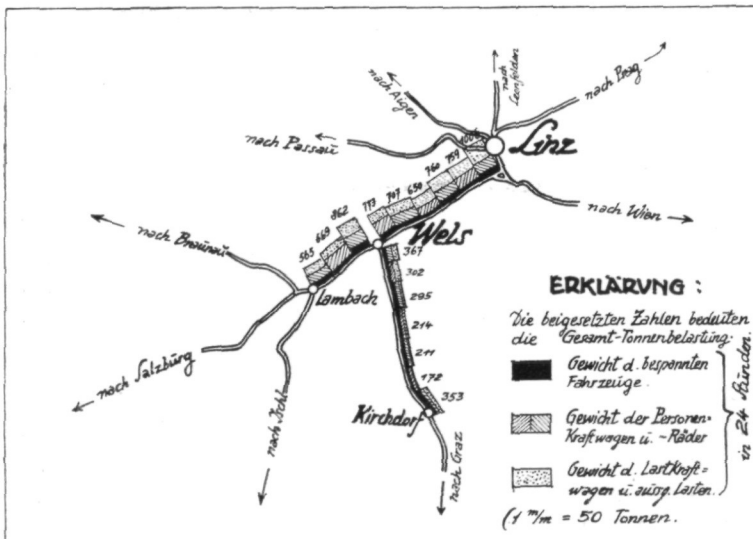 nach Leonfelden
nach Prag
nach Aigen
nach Passau
Linz
nach Wien
1006
759
760
650
707
773
862
669
565
Wels
nach Braunau
Lambach
nach Salzburg
nach Ischl
367
302
295
214
211
172
353
Kirchdorf
nach Graz
ERKLÄRUNG :
Die beigesetzten Zahlen bedeuten
die Gesamt-Tonnenbelastung.
Gewicht d. bespannten
Fahrzeuge.
Gewicht der Personen-
Kraftwagen u. -Räder
Gewicht d. Lastkraft=
wagen u. aussg. Lasten.
in 24 Stunden.
(1 m/m = 50 Tonnen.